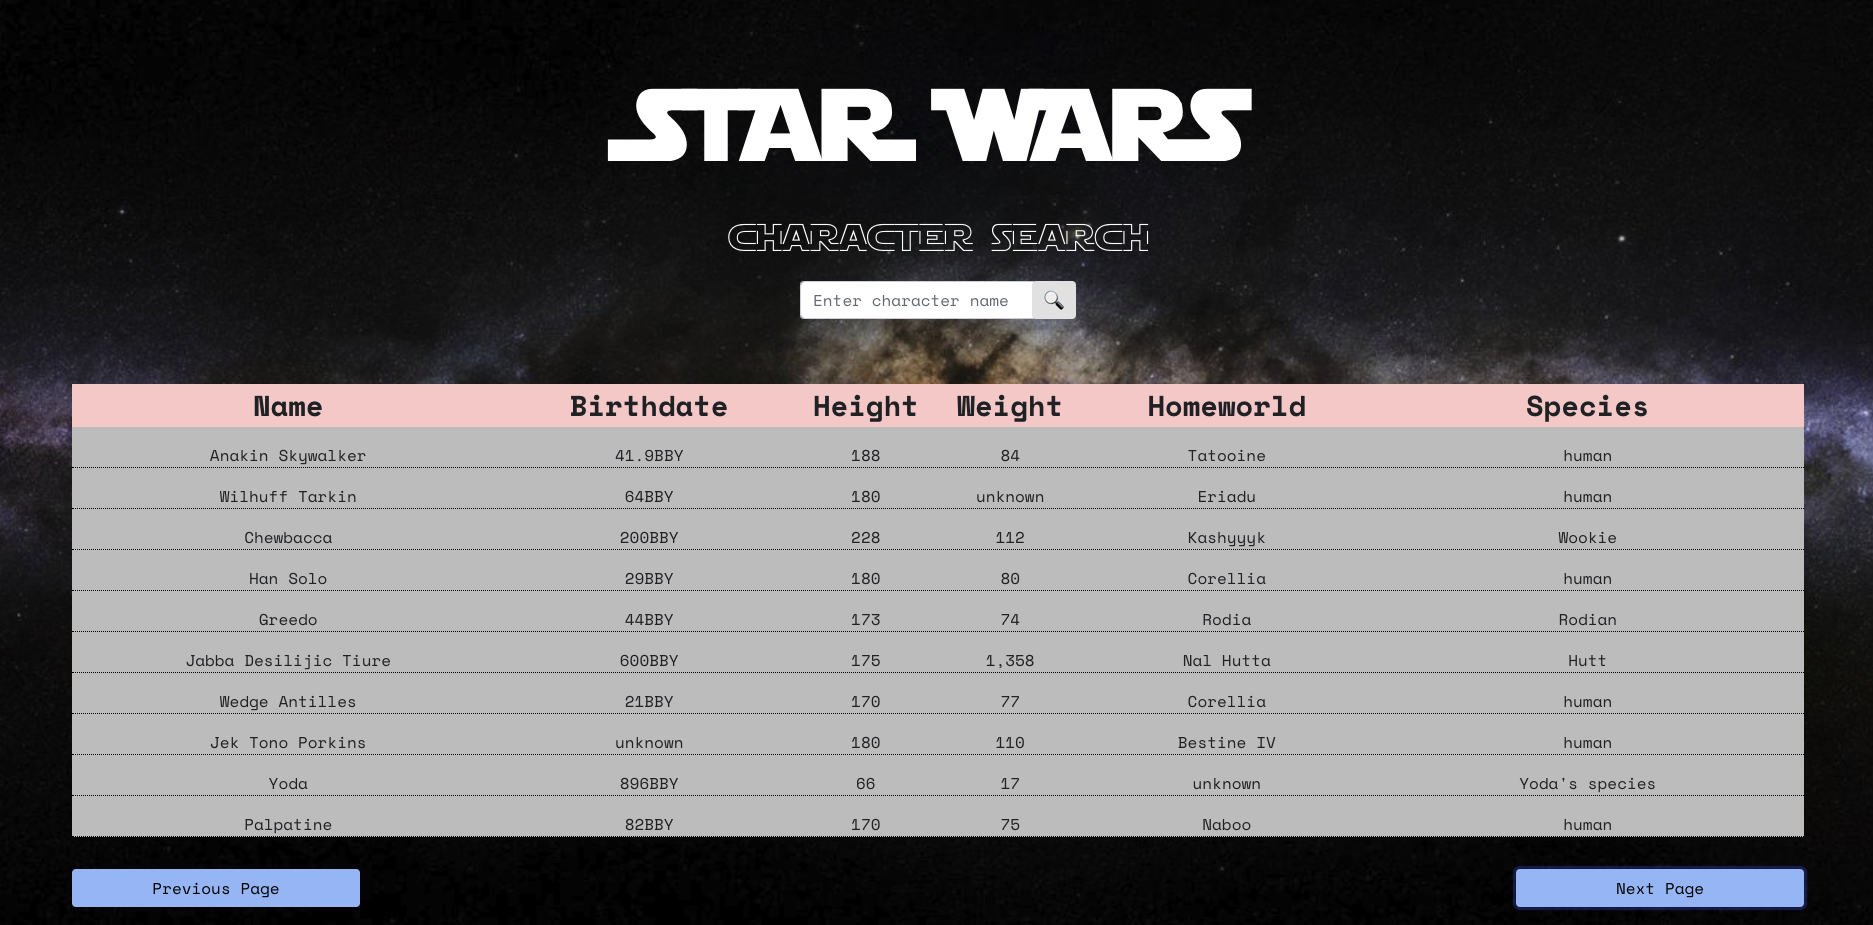 STAR WARS
CHARACTER SEARCH
Enter character name
Name Birthdate Height Weight Homeworld Species
Anakin Skywalker 41.9BBY 188 84 Tatooine human
Wilhuff Tarkin 64BBY 180 unknown Eriadu human
Chewbacca 200BBY 228 112 Kashyyyk Wookie
Han Solo 29BBY 180 80 Corellia human
Greedo 44BBY 173 74 Rodia Rodian
Jabba Desilijic Tiure 600BBY 175 1,358 Nal Hutta Hutt
Wedge Antilles 21BBY 170 77 Corellia human
Jek Tono Porkins unknown 180 110 Bestine IV human
Yoda 896BBY 66 17 unknown Yoda's species
Palpatine 82BBY 170 75 Naboo human
Previous Page Next Page